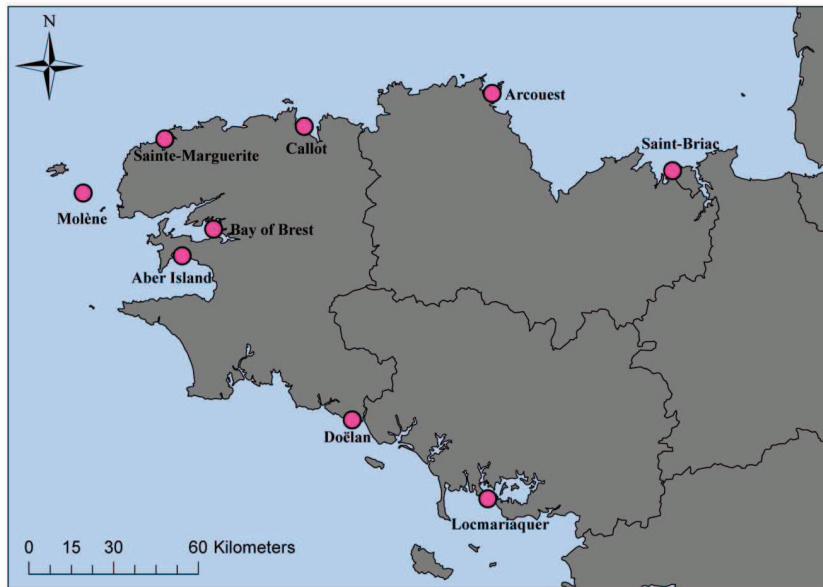 N
Arcouest
Callot
Sainte-Marguerite
Saint-Briac
Molène
Bay of Brest
Aber Island
Doëlan
Locmariaquer
0 15 30 60 Kilometers